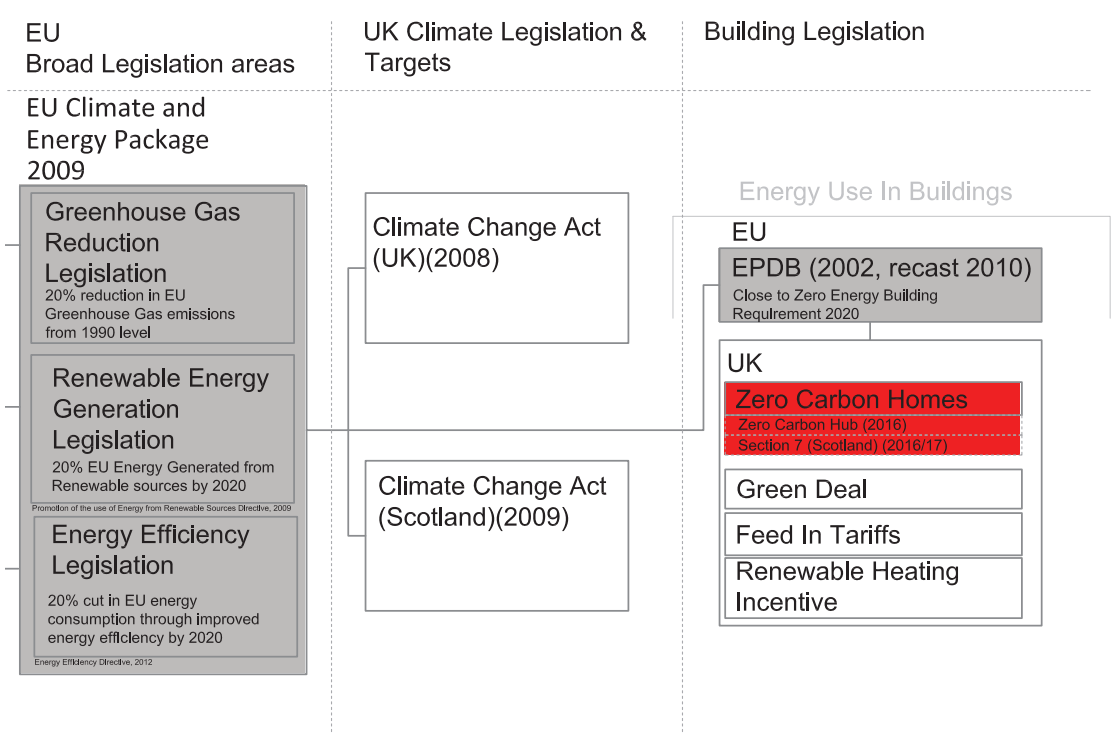 EU
Broad Legislation areas
UK Climate Legislation &
Targets
Building Legislation
EU Climate and
Energy Package
2009
Greenhouse Gas
Reduction
Legislation
20% reduction in EU
Greenhouse Gas emissions
from 1990 level
Renewable Energy
Generation
Legislation
20% EU Energy Generated from
Renewable sources by 2020
Promotion of the use of Energy from Renewable Sources Directive, 2009
Energy Efficiency
Legislation
20% cut in EU energy
consumption through improved
energy efficiency by 2020
Energy Efficiency Directive, 2012
Climate Change Act
(UK)(2008)
Climate Change Act
(Scotland)(2009)
Energy Use In Buildings
EU
EPDB (2002, recast 2010)
Close to Zero Energy Building
Requirement 2020
UK
Zero Carbon Homes
Zero Carbon Hub (2016)
Section 7 (Scotland) (2016/17)
Green Deal
Feed In Tariffs
Renewable Heating
Incentive